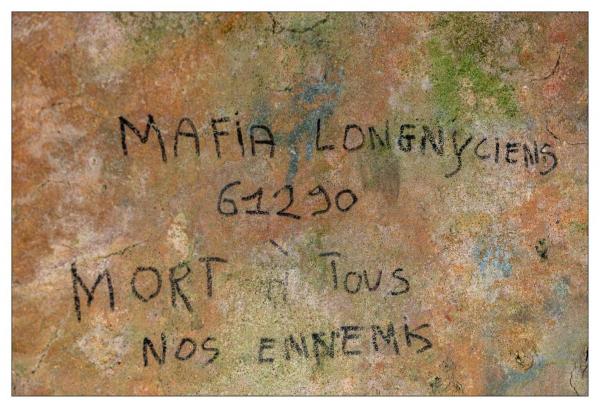 MAFiA LONGNyCiENS
61290
MORT À TOUS
NOS ENNEMIS